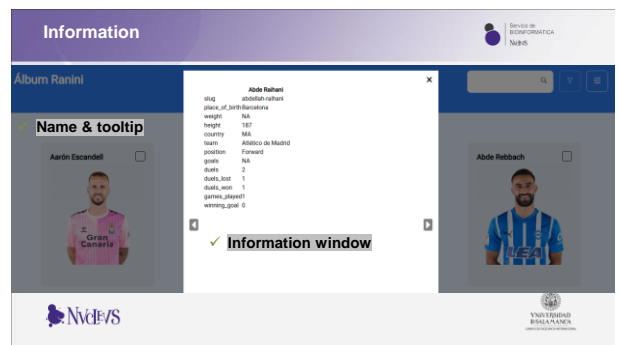 Information
Servicio de
BIOINFORMÁTICA
NVCLEVS
Álbum Ranini
×
Name & tooltip
Abde Raihani
slug abdellah-raihani
place_of_birth Barcelona
weight NA
height 187
country MA
team Atlético de Madrid
position Forward
goals NA
duels 2
duels_lost 1
duels_won 1
games_played 1
winning_goal 0
Aarón Escandell
Abde Rebbach
Gran
Canaria
LEA
Information window
NVCLEVS
VNiVERSiDAD
D SALAMANCA